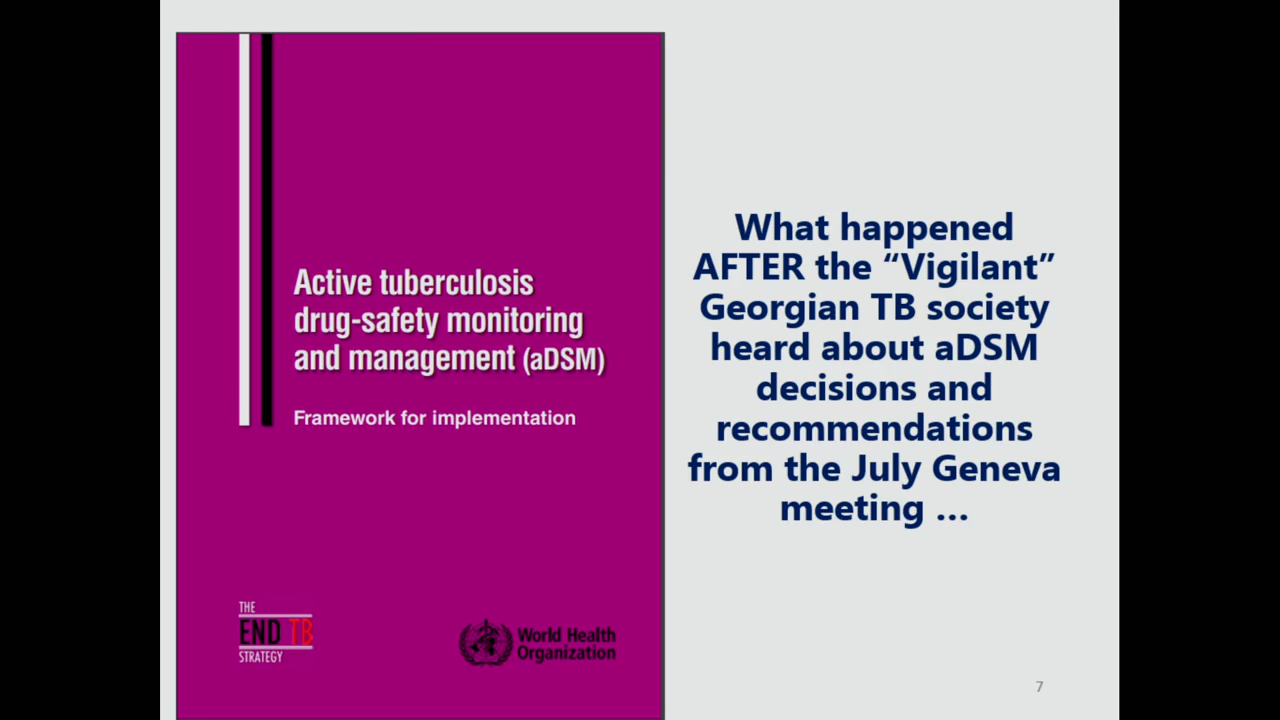 Active tuberculosis
drug-safety monitoring
and management (aDSM)
Framework for implementation
THE
END TB
STRATEGY
World Health
Organization
What happened
AFTER the “Vigilant”
Georgian TB society
heard about aDSM
decisions and
recommendations
from the July Geneva
meeting …
7